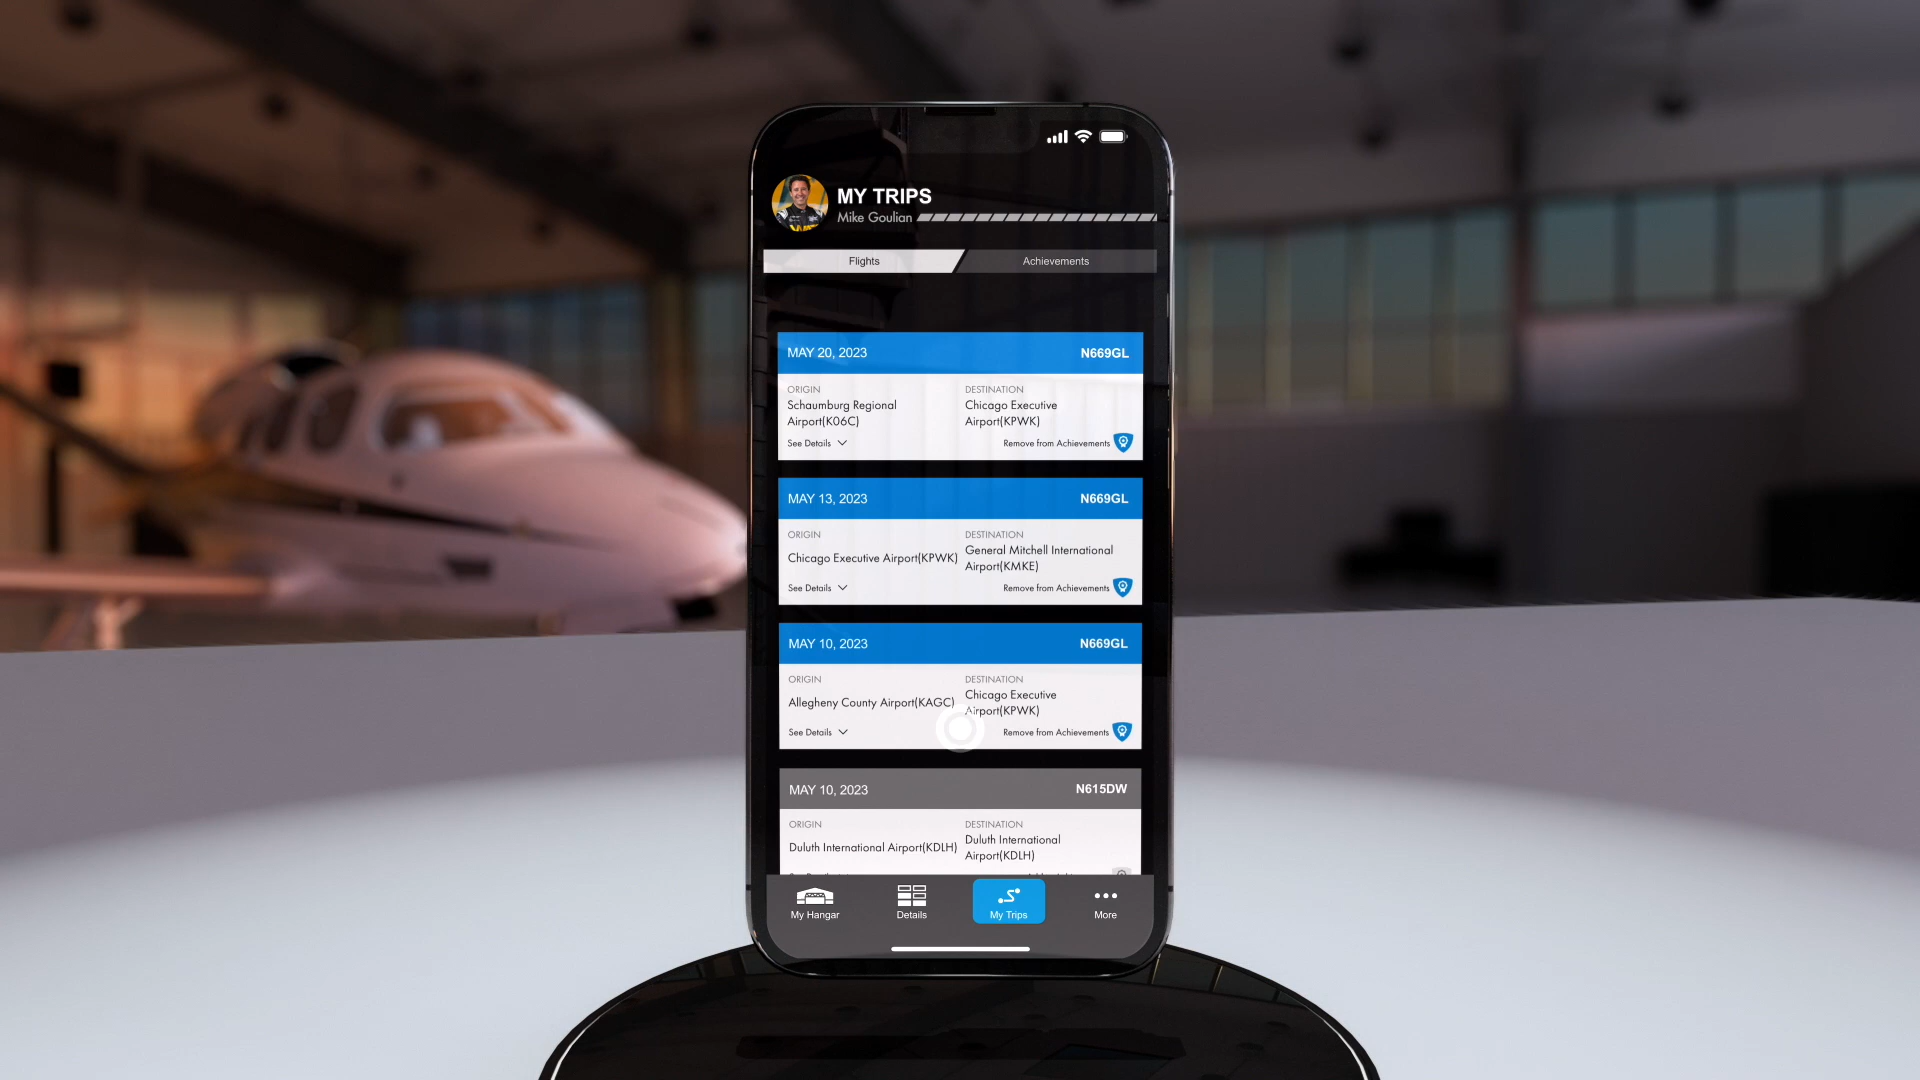 MY TRIPS
Mike Goulian
Flights Achievements
MAY 20, 2023 N669GL
ORIGIN DESTINATION
Schaumburg Regional Chicago Executive
Airport(K06C) Airport(KPWK)
See Details Remove from Achievements
MAY 13, 2023 N669GL
ORIGIN DESTINATION
Chicago Executive Airport(KPWK) General Mitchell International
Airport(KMKE)
See Details Remove from Achievements
MAY 10, 2023 N669GL
ORIGIN DESTINATION
Allegheny County Airport(KAGC) Chicago Executive
Airport(KPWK)
See Details Remove from Achievements
MAY 10, 2023 N615DW
ORIGIN DESTINATION
Duluth International Airport(KDLH) Duluth International
Airport(KDLH)
My Hangar Details My Trips More